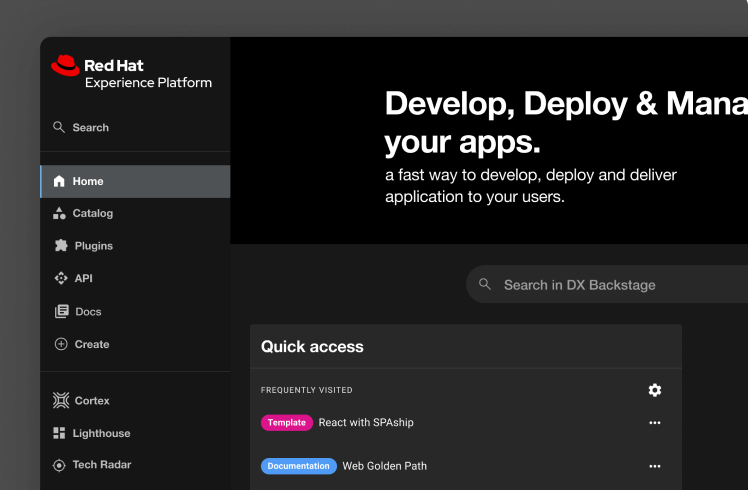 Red Hat
Experience Platform
Search
Home
Catalog
Plugins
API
Docs
Create
Cortex
Lighthouse
Tech Radar
Develop, Deploy & Mana
your apps.
a fast way to develop, deploy and deliver
application to your users.
Search in DX Backstage
Quick access
FREQUENTLY VISITED
Template React with SPAship
Documentation Web Golden Path